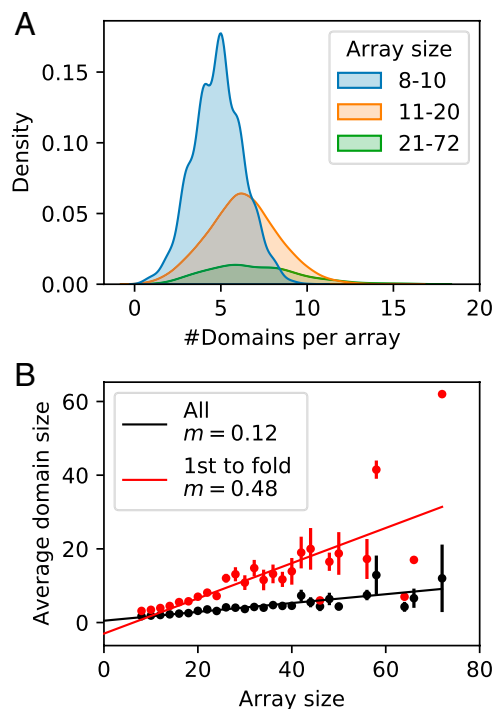 A
Array size
8-10
11-20
21-72
Density
0.15
0.10
0.05
0.00
0 5 10 15 20
#Domains per array
B
All
m = 0.12
1st to fold
m = 0.48
Average domain size
60
40
20
0
0 20 40 60 80
Array size